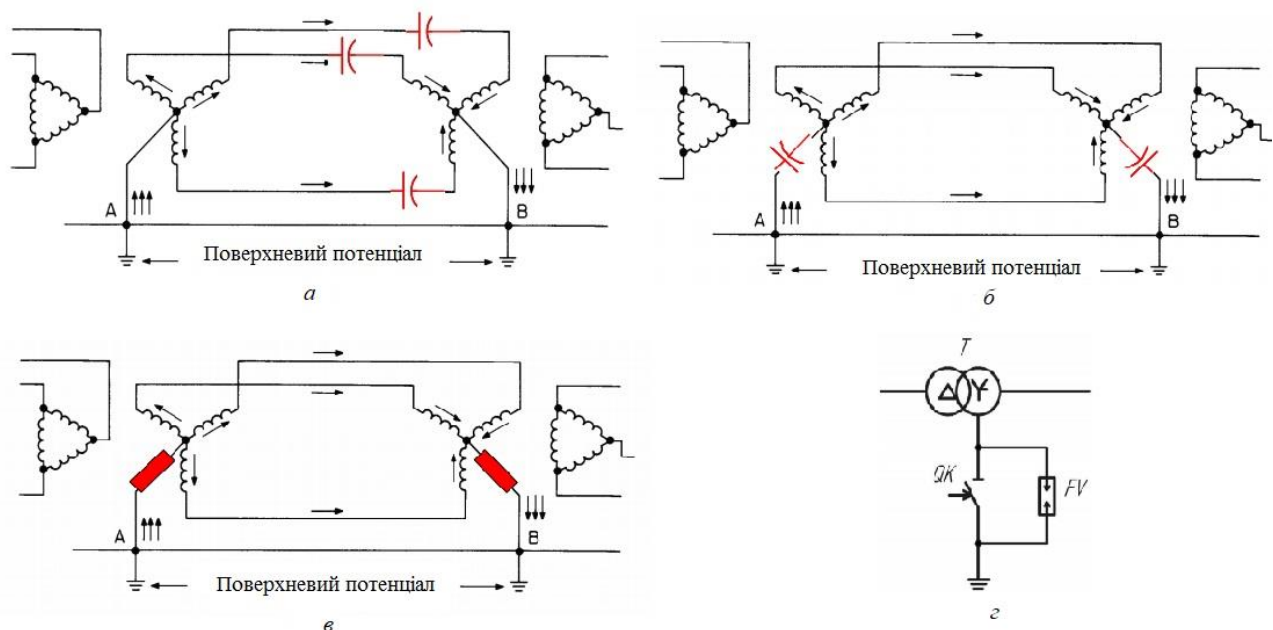 A
B
Поверхневий потенціал
а
A
B
Поверхневий потенціал
б
A
B
Поверхневий потенціал
в
T
Δ
Y
QK
FV
г